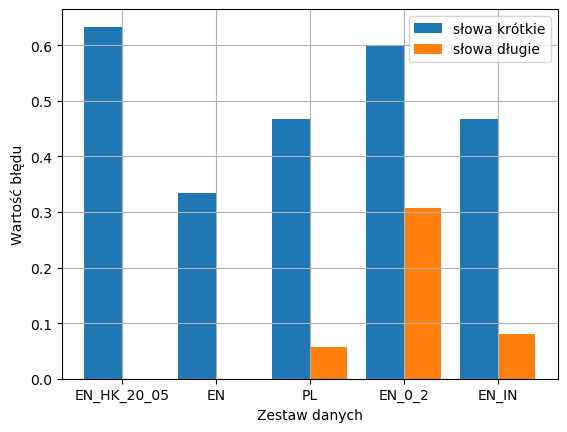 słowa krótkie
słowa długie
0.6
0.5
0.4
0.3
0.2
0.1
0.0
Wartość błędu
EN_HK_20_05 EN PL EN_0_2 EN_IN
Zestaw danych